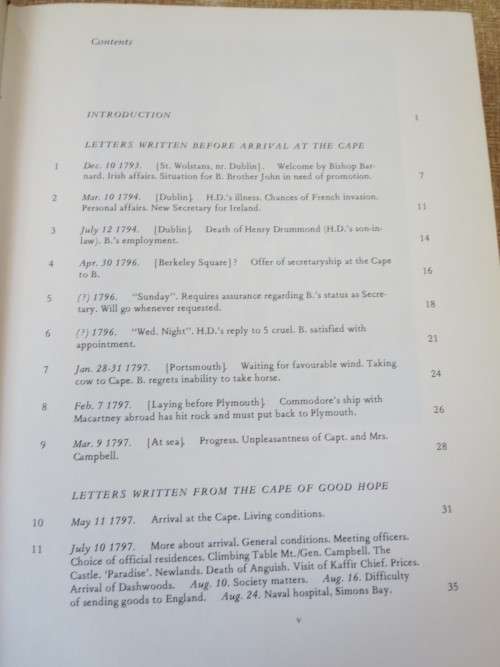 Contents
INTRODUCTION 1
LETTERS WRITTEN BEFORE ARRIVAL AT THE CAPE
1 Dec. 10 1793. [St. Wolstans, nr. Dublin]. Welcome by Bishop Bar-
nard. Irish affairs. Situation for B. Brother John in need of promotion. 7
2 Mar. 10 1794. [Dublin]. H.D.'s illness. Chances of French invasion.
Personal affairs. New Secretary for Ireland. 11
3 July 12 1794. [Dublin]. Death of Henry Drummond (H.D.'s son-in-
law). B.'s employment. 14
4 Apr. 30 1796. [Berkeley Square]? Offer of secretaryship at the Cape
to B. 16
5 (?) 1796. "Sunday". Requires assurance regarding B.'s status as Secre-
tary. Will go whenever requested. 18
6 (?) 1796. "Wed. Night". H.D.'s reply to 5 cruel. B. satisfied with
appointment. 21
7 Jan. 28-31 1797. [Portsmouth]. Waiting for favourable wind. Taking
cow to Cape. B. regrets inability to take horse. 24
8 Feb. 7 1797. [Laying before Plymouth]. Commodore's ship with
Macartney abroad has hit rock and must put back to Plymouth. 26
9 Mar. 9 1797. [At sea]. Progress. Unpleasantness of Capt. and Mrs.
Campbell. 28
LETTERS WRITTEN FROM THE CAPE OF GOOD HOPE
10 May 11 1797. Arrival at the Cape. Living conditions. 31
11 July 10 1797. More about arrival. General conditions. Meeting officers.
Choice of official residences. Climbing Table Mt./Gen. Campbell. The
Castle. 'Paradise'. Newlands. Death of Anguish. Visit of Kaffir Chief. Prices.
Arrival of Dashwoods. Aug. 10. Society matters. Aug. 16. Difficulty
of sending goods to England. Aug. 24. Naval hospital, Simons Bay. 35
v